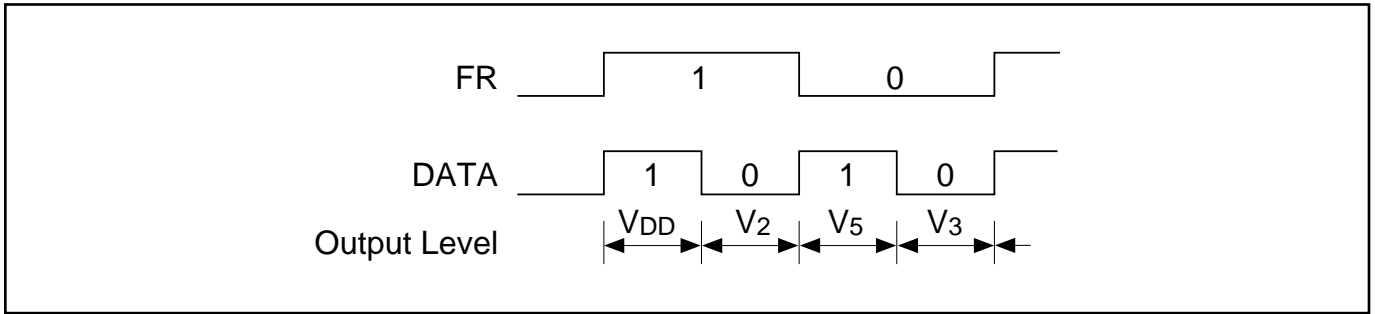 FR 1 0
DATA 1 0 1 0
Output Level VDD V2 V5 V3